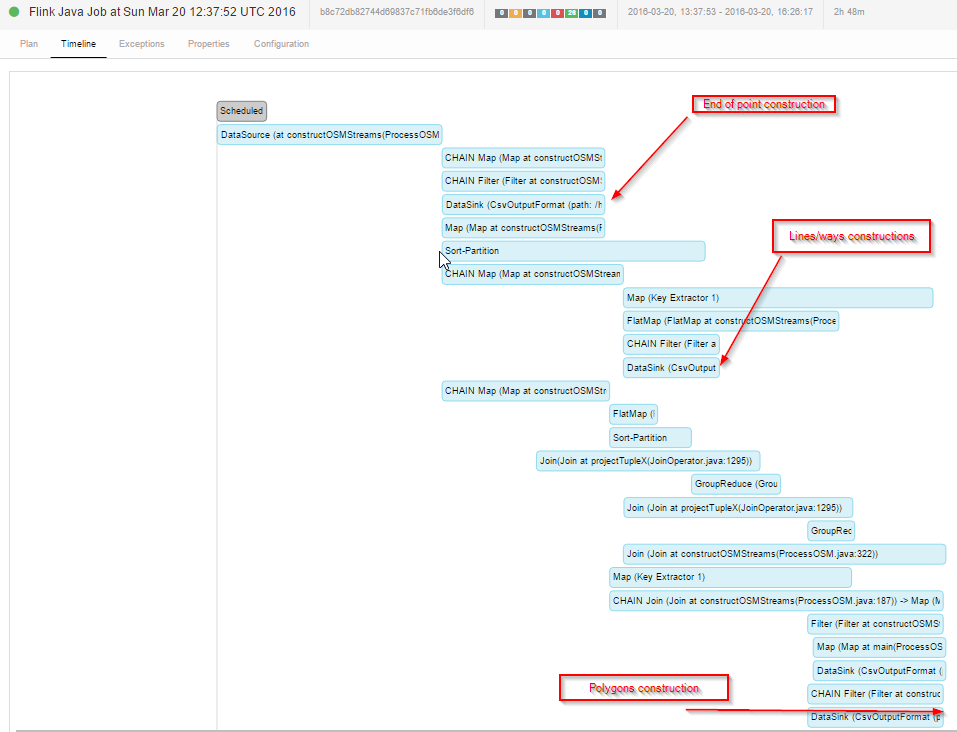 Flink Java Job at Sun Mar 20 12:37:52 UTC 2016
b8c72db82744d69837c71fb6de3f6df6
0 0 0 0 0 28 0 0
2016-03-20, 13:37:53 - 2016-03-20, 16:26:17
2h 48m
Plan Timeline Exceptions Properties Configuration
End of point construction
Scheduled
DataSource (at constructOSMStreams(ProcessOSM
CHAIN Map (Map at constructOSMSt
CHAIN Filter (Filter at constructOSMS
DataSink (CsvOutputFormat (path: /h
Map (Map at constructOSMStreams(F
Lines/ways constructions
Sort-Partition
CHAIN Map (Map at constructOSMStream
Map (Key Extractor 1)
FlatMap (FlatMap at constructOSMStreams(Proce
CHAIN Filter (Filter a
DataSink (CsvOutput
CHAIN Map (Map at constructOSMStr
FlatMap (
Sort-Partition
Join(Join at projectTupleX(JoinOperator.java:1295))
GroupReduce (Grou
Join (Join at projectTupleX(JoinOperator.java:1295))
GroupRec
Join (Join at constructOSMStreams(ProcessOSM.java:322))
Map (Key Extractor 1)
CHAIN Join (Join at constructOSMStreams(ProcessOSM.java:187)) -> Map (M
Filter (Filter at constructOSMSt
Map (Map at main(ProcessOS
DataSink (CsvOutputFormat (
Polygons construction
CHAIN Filter (Filter at construc
DataSink (CsvOutputFormat (p